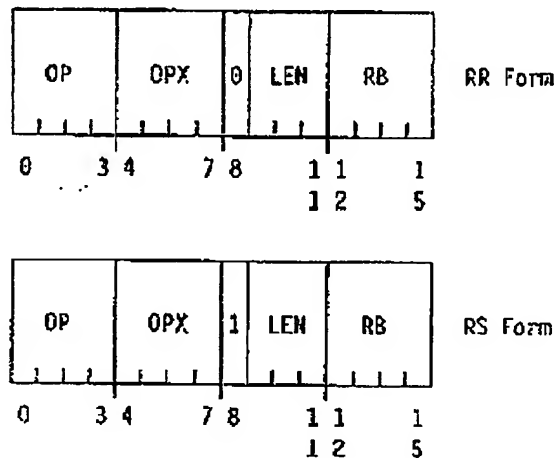 OP OPX 0 LEN RB RR Form
0 3 4 7 8 1 1 1
1 2 5
OP OPX 1 LEN RB RS Form
0 3 4 7 8 1 1 1
1 2 5